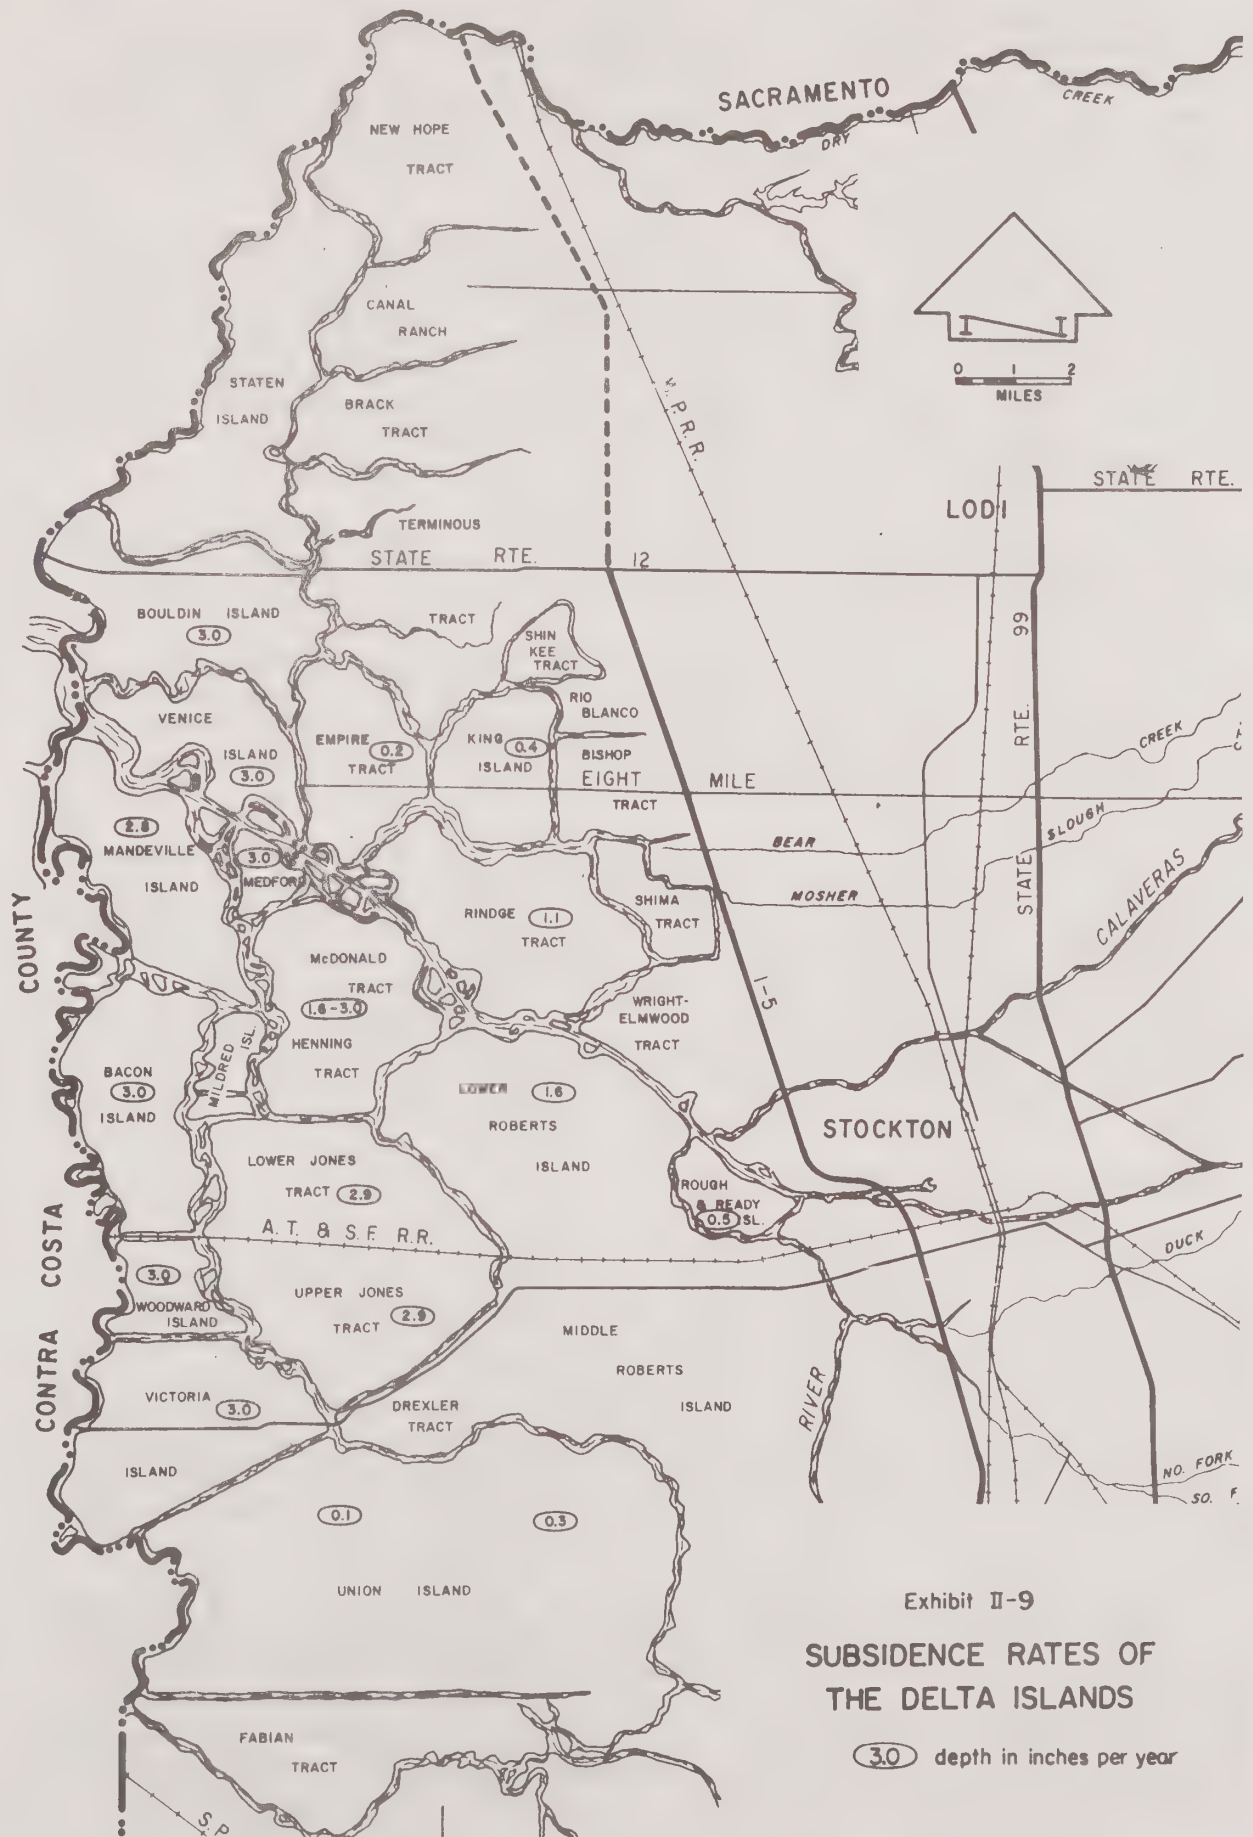 SACRAMENTO
CREEK
DRY
NEW HOPE
TRACT
CANAL
RANCH
0 1 2
MILES
STATEN
ISLAND
BRACK
TRACT
P. R. R.
LODI
STATE RTE.
TERMINOUS
STATE RTE. 12
BOULDIN ISLAND
3.0
TRACT
SHIN
KEE
TRACT
STATE RTE. 99
VENICE
ISLAND
3.0
EMPIRE
0.2
TRACT
KING
0.4
ISLAND
RIO
BLANCO
BISHOP
EIGHT MILE
TRACT
CREEK
SLOUGH
BEAR
MOSHER
CALAVERAS
2.8
MANDEVILLE
ISLAND
3.0
MEDFORD
RINDGE
1.1
TRACT
SHIMA
TRACT
COUNTY
McDONALD
TRACT
1.6-3.0
HENNING
TRACT
WRIGHT-
ELMWOOD
TRACT
I-5
BACON
3.0
ISLAND
MILDRED ISL.
LOWER
1.6
ROBERTS
ISLAND
STOCKTON
LOWER JONES
TRACT
2.9
ROUGH
& READY
0.5
ISL.
A.T. & S.F. R.R.
DUCK
CONTRA COSTA
3.0
WOODWARD
ISLAND
UPPER JONES
TRACT
2.9
MIDDLE
ROBERTS
ISLAND
VICTORIA
3.0
ISLAND
DREXLER
TRACT
RIVER
NO. FORK
SO. F.
0.1
0.3
UNION ISLAND
FABIAN
TRACT
S.P.
Exhibit II-9
SUBSIDENCE RATES OF
THE DELTA ISLANDS
3.0 depth in inches per year